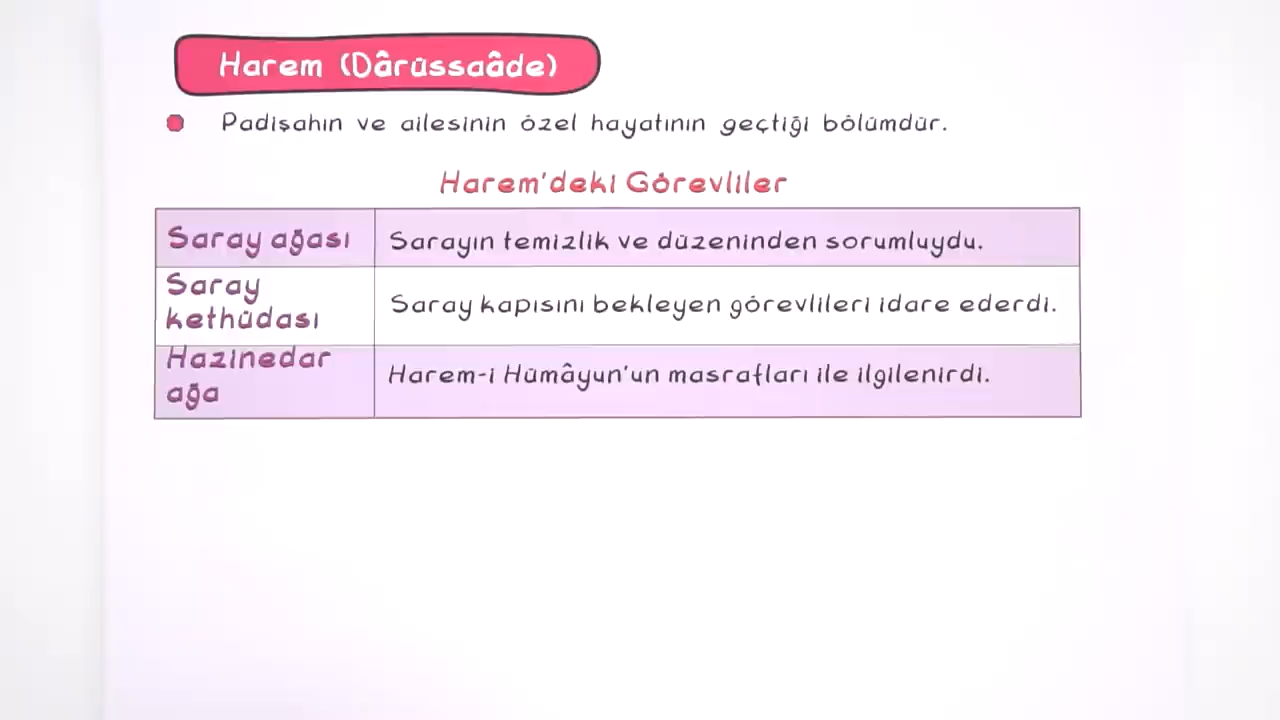 Harem (Dârüssaâde)
Padişahın ve ailesinin özel hayatının geçtiği bölümdür.
Harem'deki Görevliler
Saray ağası
Sarayın temizlik ve düzeninden sorumluydu.
Saray
kethüdası
Saray kapısını bekleyen görevlileri idare ederdi.
Hazinedar
ağa
Harem-i Hümâyun'un masrafları ile ilgilenirdi.